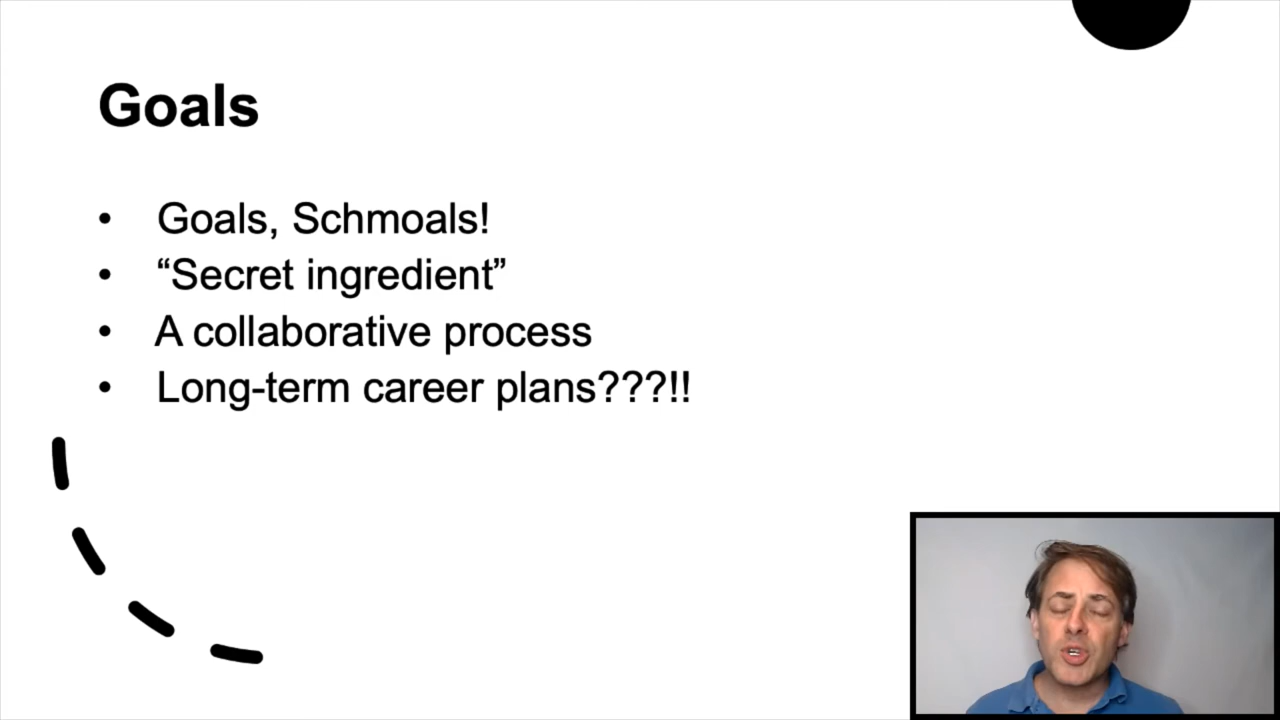 Goals
• Goals, Schmoals!
• “Secret ingredient”
• A collaborative process
• Long-term career plans???!!